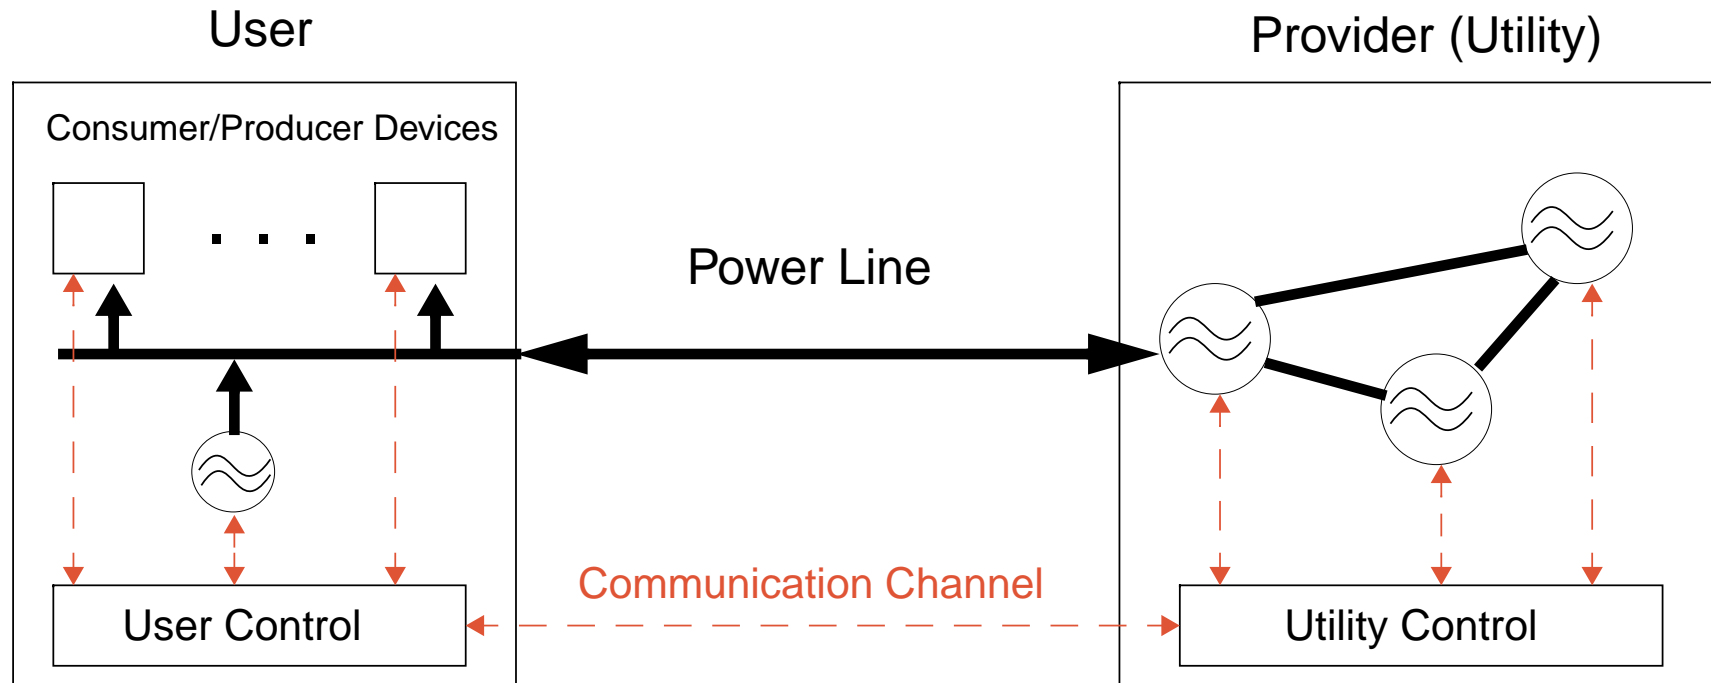 User
Provider (Utility)
Consumer/Producer Devices
. . .
Power Line
Communication Channel
User Control
Utility Control